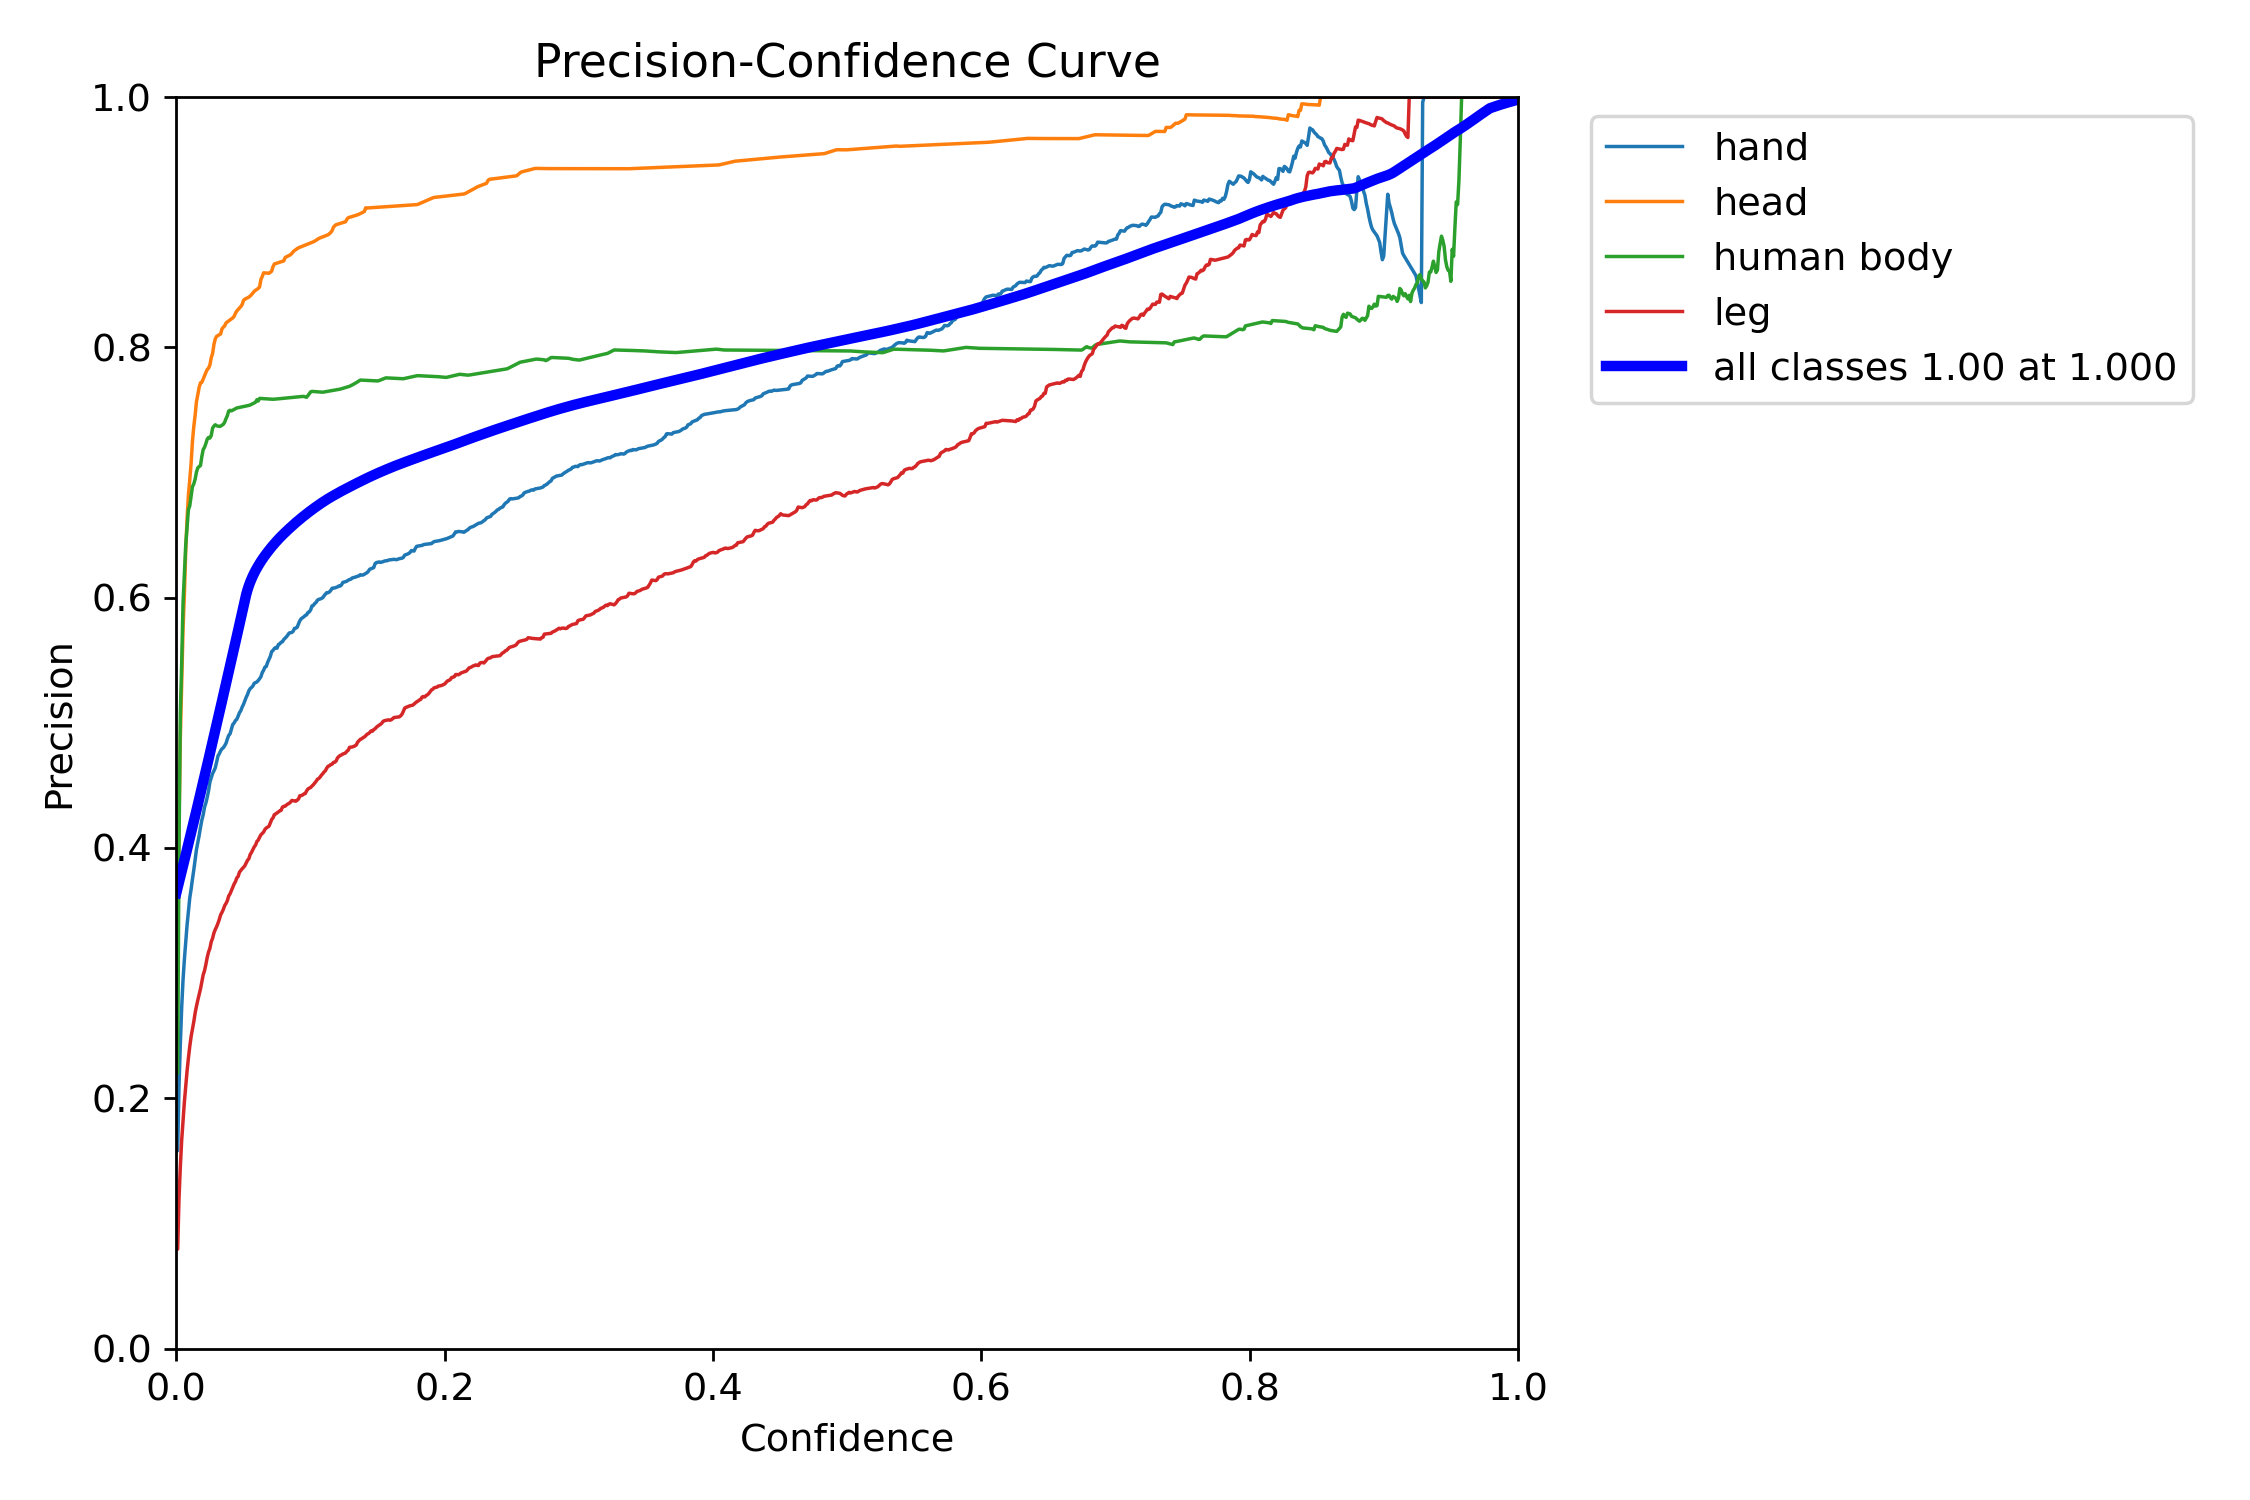 Precision-Confidence Curve
1.0
0.8
0.6
0.4
0.2
0.0
Precision
0.0 0.2 0.4 0.6 0.8 1.0
Confidence
hand
head
human body
leg
all classes 1.00 at 1.000